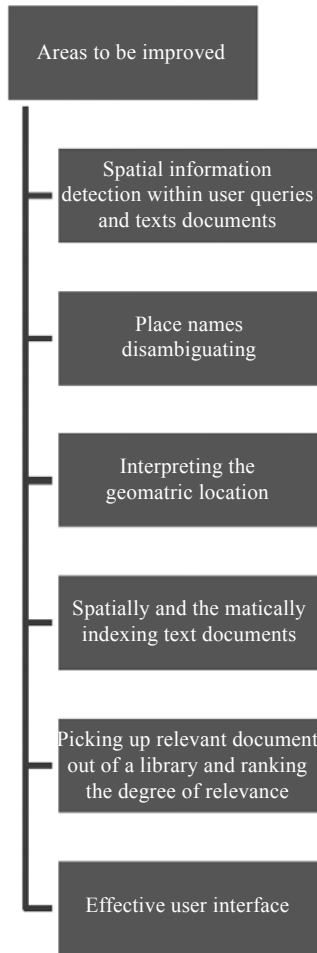 Areas to be improved
Spatial information
detection within user queries
and texts documents
Place names
disambiguating
Interpreting the
geomatric location
Spatially and the matically
indexing text documents
Picking up relevant document
out of a library and ranking
the degree of relevance
Effective user interface